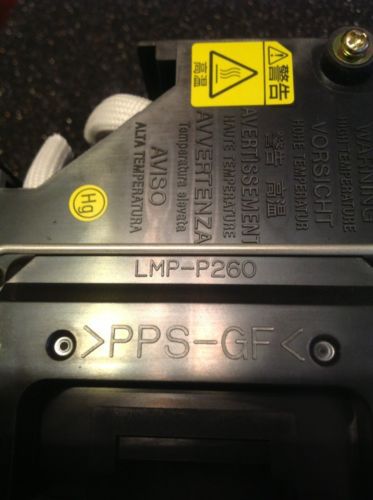 警告
高温
WARNING
HIGH TEMPERATURE
VORSICHT
HOHE TEMPERATUR
警告 高温
AVERTISSEMENT
HAUTE TEMPERATURE
AVVERTENZA
Temperatura elevata
AVISO
ALTA TEMPERATURA
Hg
LMP-P260
>PPS-GF<